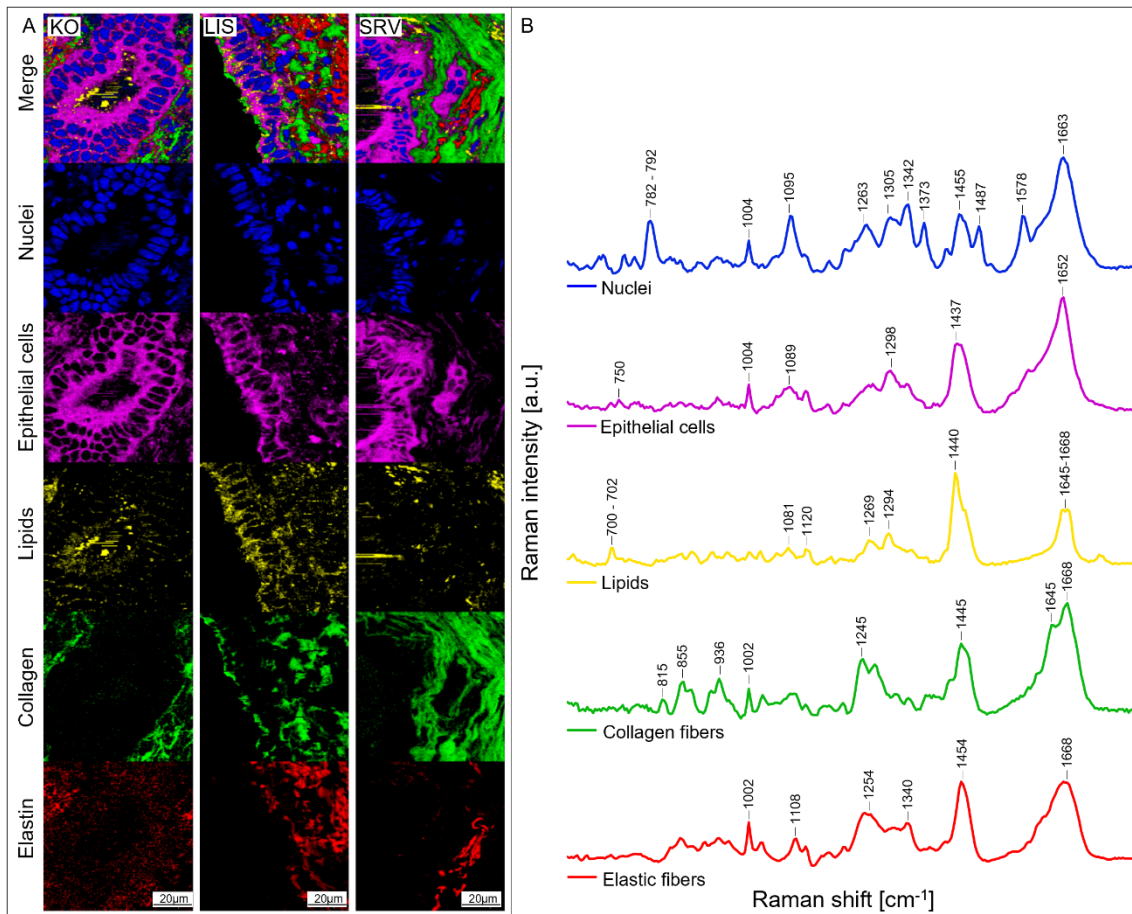 A
KO
LIS
SRV
Merge
Nuclei
Epithelial cells
Lipids
Collagen
Elastin
20µm
20µm
20µm
B
Raman intensity [a.u.]
782 - 792
1004
1095
1263
1305
1342
1373
1455
1487
1578
1663
Nuclei
750
1004
1089
1298
1437
1652
Epithelial cells
700 - 702
1081
1120
1269
1294
1440
1645-1668
Lipids
815
855
936
1002
1245
1445
1645
1668
Collagen fibers
1002
1108
1254
1340
1454
1668
Elastic fibers
Raman shift [cm⁻¹]